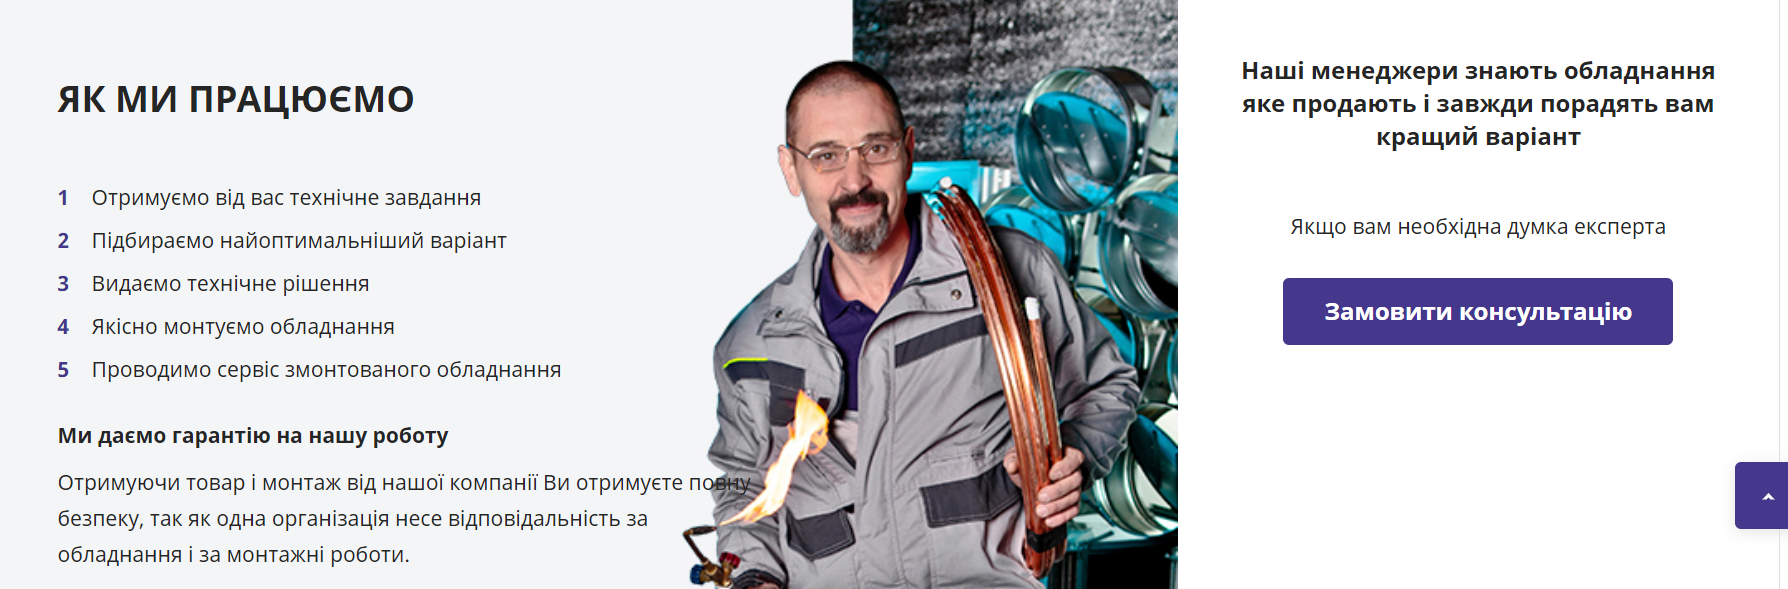 ЯК МИ ПРАЦЮЄМО
1 Отримуємо від вас технічне завдання
2 Підбираємо найоптимальніший варіант
3 Видаємо технічне рішення
4 Якісно монтуємо обладнання
5 Проводимо сервіс змонтованого обладнання
Ми даємо гарантію на нашу роботу
Отримуючи товар і монтаж від нашої компанії Ви отримуєте повну
безпеку, так як одна організація несе відповідальність за
обладнання і за монтажні роботи.
Наші менеджери знають обладнання
яке продають і завжди порадять вам
кращий варіант
Якщо вам необхідна думка експерта
Замовити консультацію